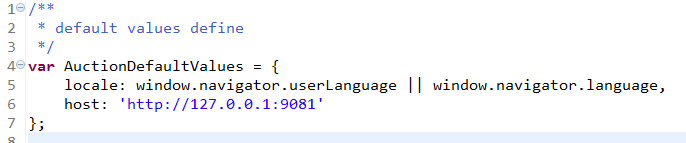 1 /**
2  * default values define
3  */
4 var AuctionDefaultValues = {
5     locale: window.navigator.userLanguage || window.navigator.language,
6     host: 'http://127.0.0.1:9081'
7 };
8